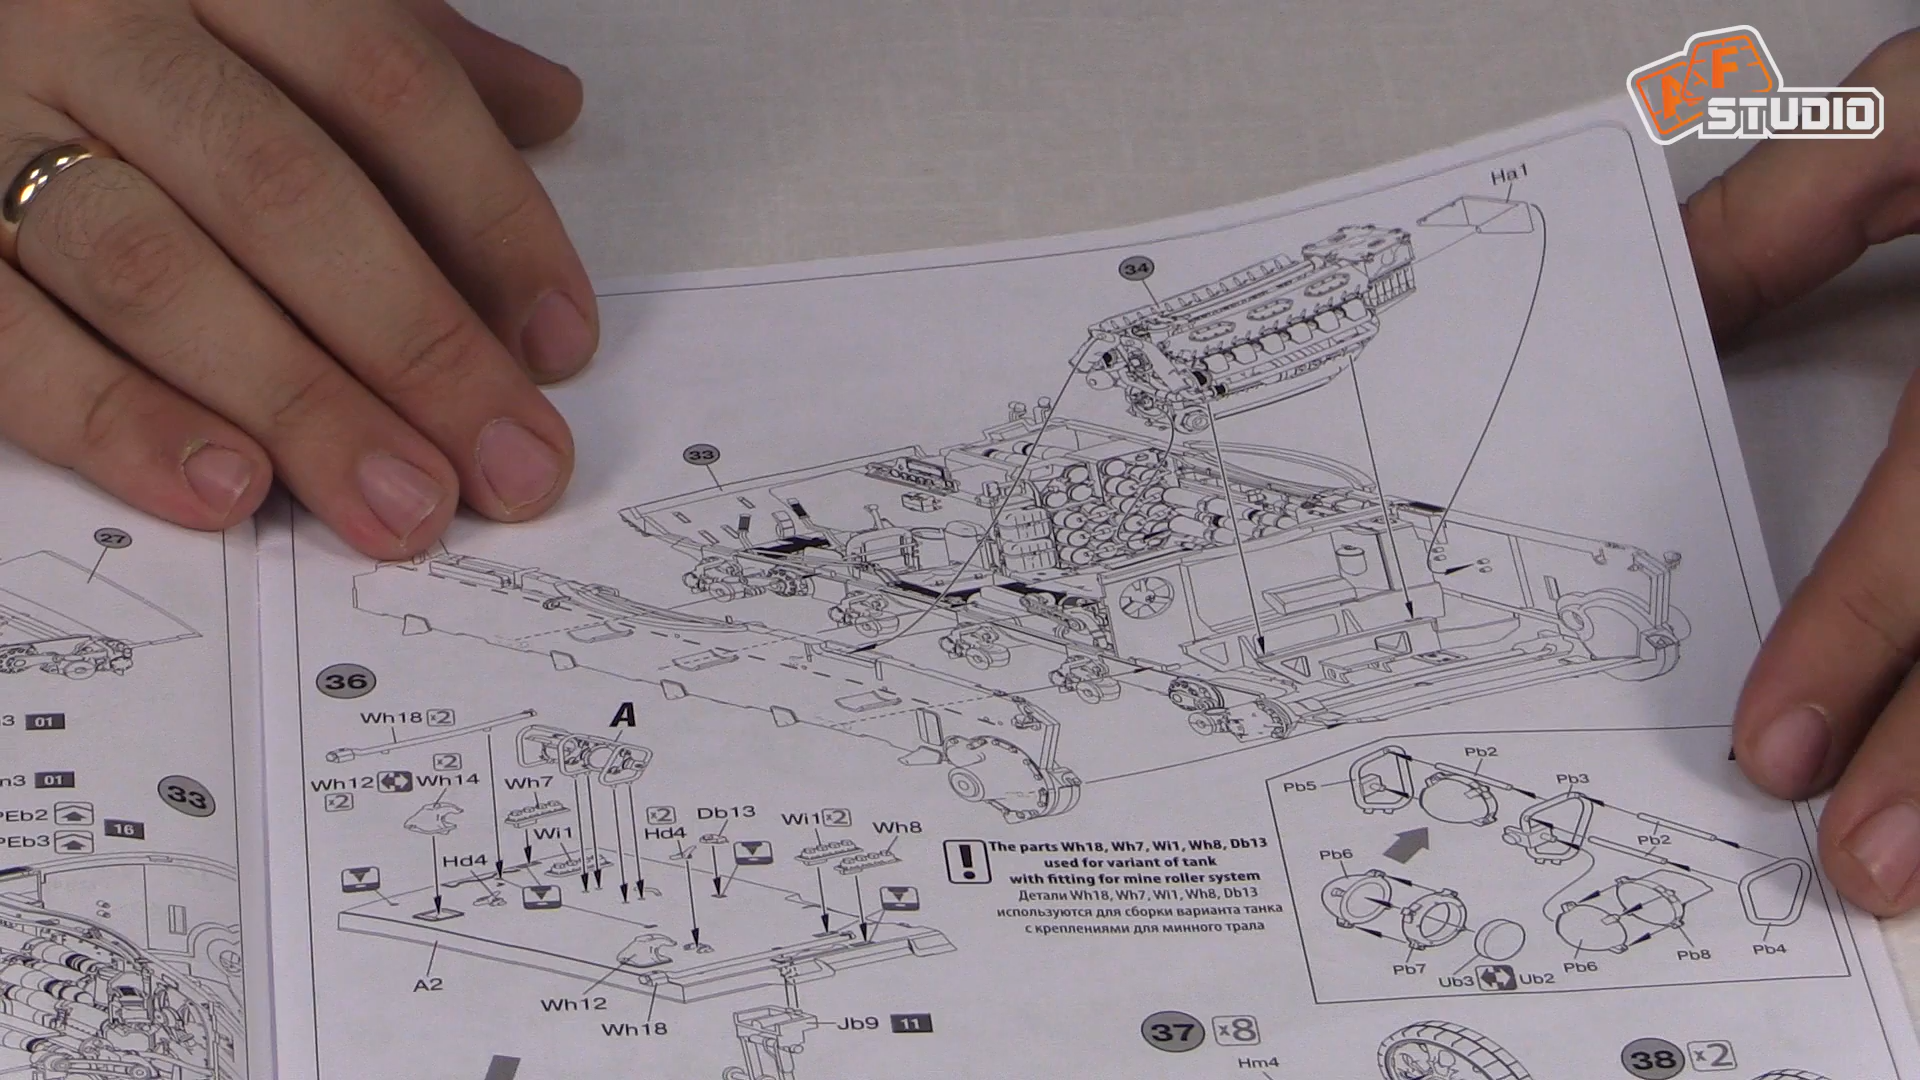 A&F
STUDIO
Ha1
34
33
27
36
Wh18 x2
A
x2
Wh12 Wh14
x2
Wh7
Wi1
x2
Hd4
Db13
Wi1 x2
Wh8
Hd4
A2
Wh12
Wh18
Jb9 11
The parts Wh18, Wh7, Wi1, Wh8, Db13
used for variant of tank
with fitting for mine roller system
Детали Wh18, Wh7, Wi1, Wh8, Db13
используются для сборки варианта танка
с креплениями для минного трала
Pb5
Pb2
Pb3
Pb2
Pb6
Pb7
Ub3 Ub2
Pb6
Pb8
Pb4
37 x8
Hm4
38 x2
01
01
33
PEb2
PEb3
16